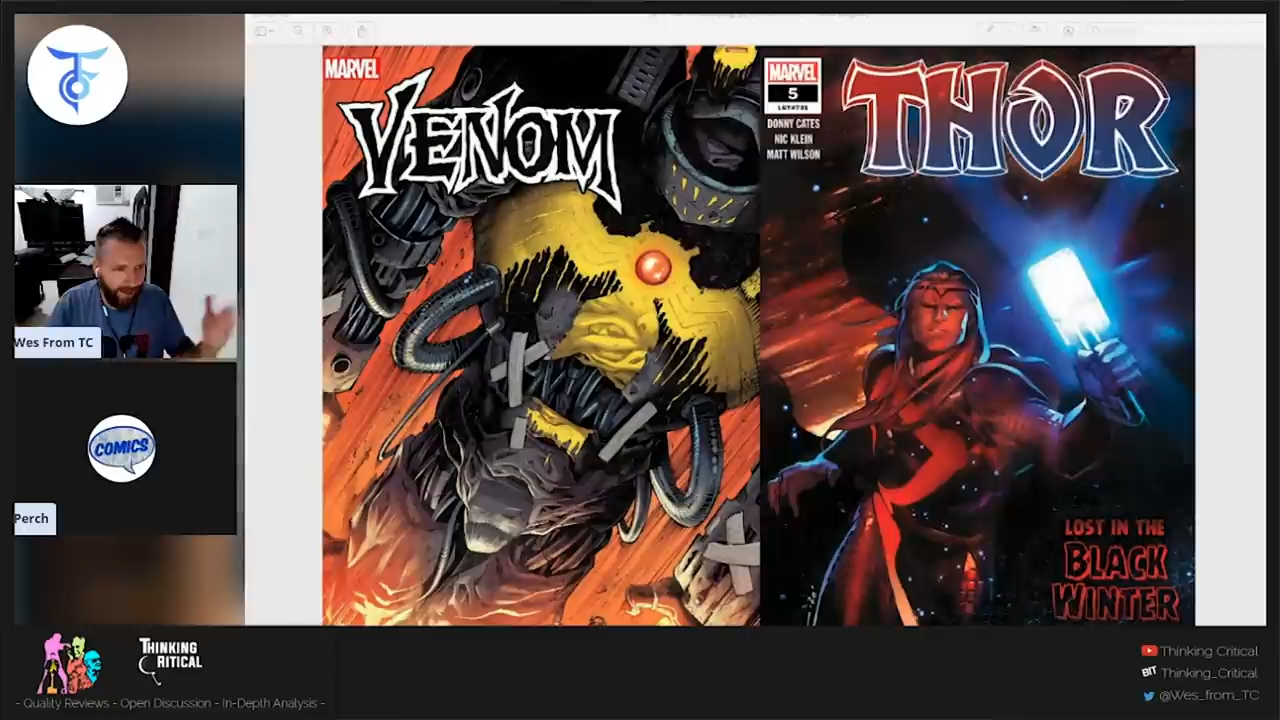 Wes From TC
COMICS
Perch
MARVEL
VENOM
MARVEL
5
DONNY CATES
NIC KLEIN
MATT WILSON
THOR
LOST IN THE
BLACK
WINTER
THINKING
CRITICAL
- Quality Reviews - Open Discussion - In-Depth Analysis -
Thinking Critical
BIT Thinking_Critical
@Wes_from_TC